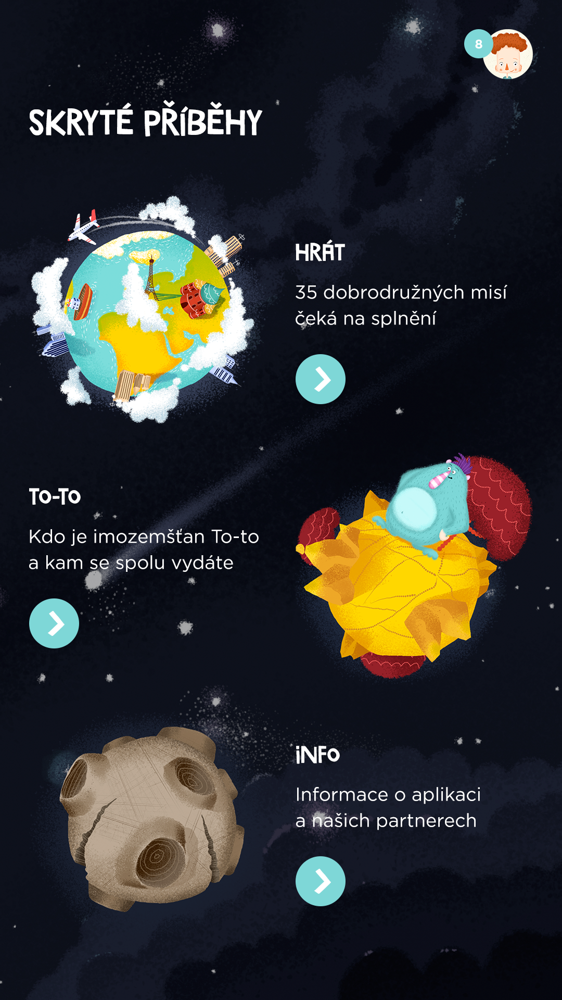 8
SKRYTÉ PŘÍBĚHY
HRÁT
35 dobrodružných misí
čeká na splnění
TO-TO
Kdo je imozemšťan To-to
a kam se spolu vydáte
iNFO
Informace o aplikaci
a našich partnerech